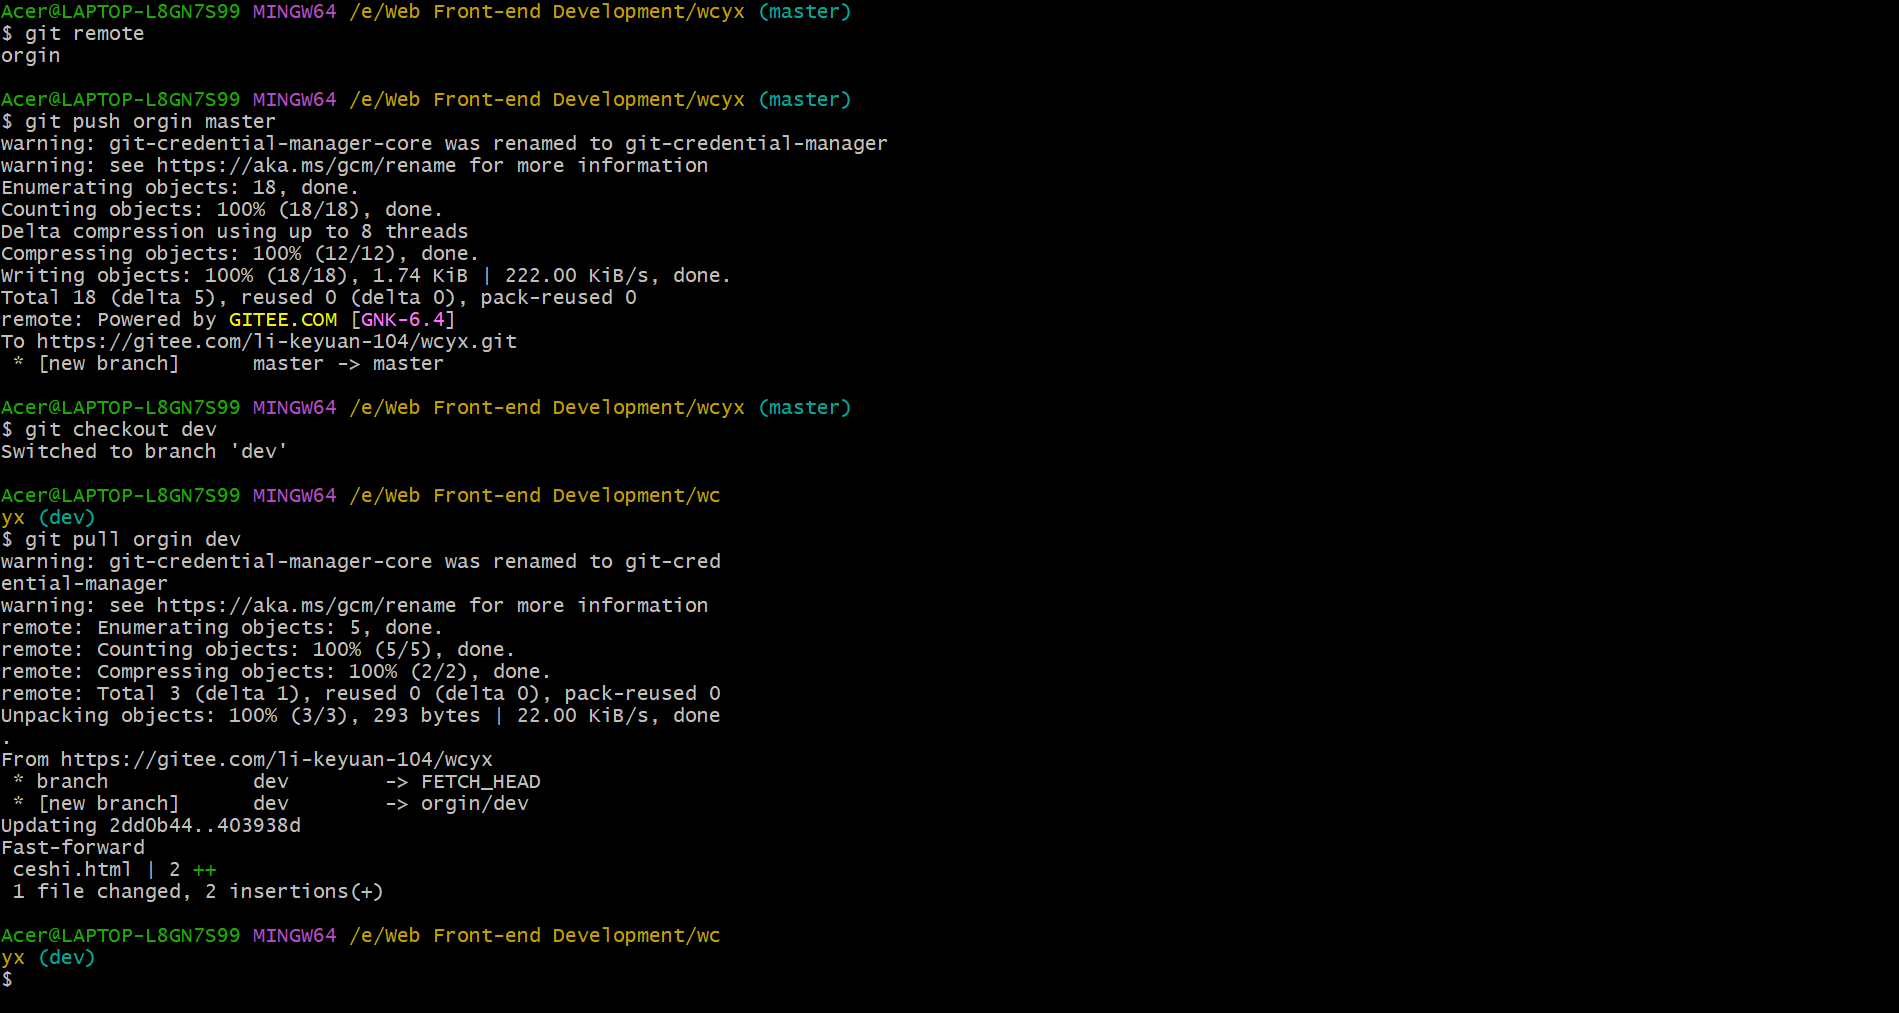 Acer@LAPTOP-L8GN7S99 MINGW64 /e/Web Front-end Development/wcyx (master)
$ git remote
orgin
Acer@LAPTOP-L8GN7S99 MINGW64 /e/Web Front-end Development/wcyx (master)
$ git push orgin master
warning: git-credential-manager-core was renamed to git-credential-manager
warning: see https://aka.ms/gcm/rename for more information
Enumerating objects: 18, done.
Counting objects: 100% (18/18), done.
Delta compression using up to 8 threads
Compressing objects: 100% (12/12), done.
Writing objects: 100% (18/18), 1.74 KiB | 222.00 KiB/s, done.
Total 18 (delta 5), reused 0 (delta 0), pack-reused 0
remote: Powered by GITEE.COM [GNK-6.4]
To https://gitee.com/li-keyuan-104/wcyx.git
 * [new branch]      master -> master
Acer@LAPTOP-L8GN7S99 MINGW64 /e/Web Front-end Development/wcyx (master)
$ git checkout dev
Switched to branch 'dev'
Acer@LAPTOP-L8GN7S99 MINGW64 /e/Web Front-end Development/wc
yx (dev)
$ git pull orgin dev
warning: git-credential-manager-core was renamed to git-cred
ential-manager
warning: see https://aka.ms/gcm/rename for more information
remote: Enumerating objects: 5, done.
remote: Counting objects: 100% (5/5), done.
remote: Compressing objects: 100% (2/2), done.
remote: Total 3 (delta 1), reused 0 (delta 0), pack-reused 0
Unpacking objects: 100% (3/3), 293 bytes | 22.00 KiB/s, done
.
From https://gitee.com/li-keyuan-104/wcyx
 * branch            dev        -> FETCH_HEAD
 * [new branch]      dev        -> orgin/dev
Updating 2dd0b44..403938d
Fast-forward
 ceshi.html | 2 ++
 1 file changed, 2 insertions(+)
Acer@LAPTOP-L8GN7S99 MINGW64 /e/Web Front-end Development/wc
yx (dev)
$